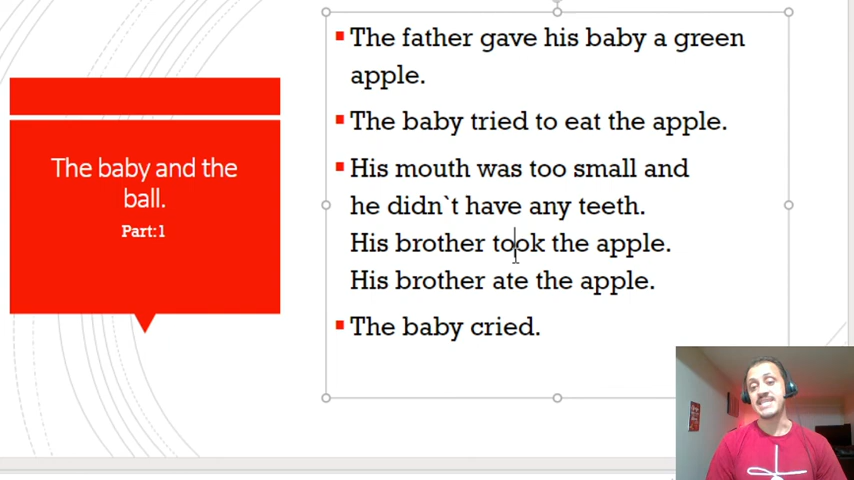 The baby and the
ball.
Part:1
The father gave his baby a green
apple.
The baby tried to eat the apple.
His mouth was too small and
he didn`t have any teeth.
His brother took the apple.
His brother ate the apple.
The baby cried.